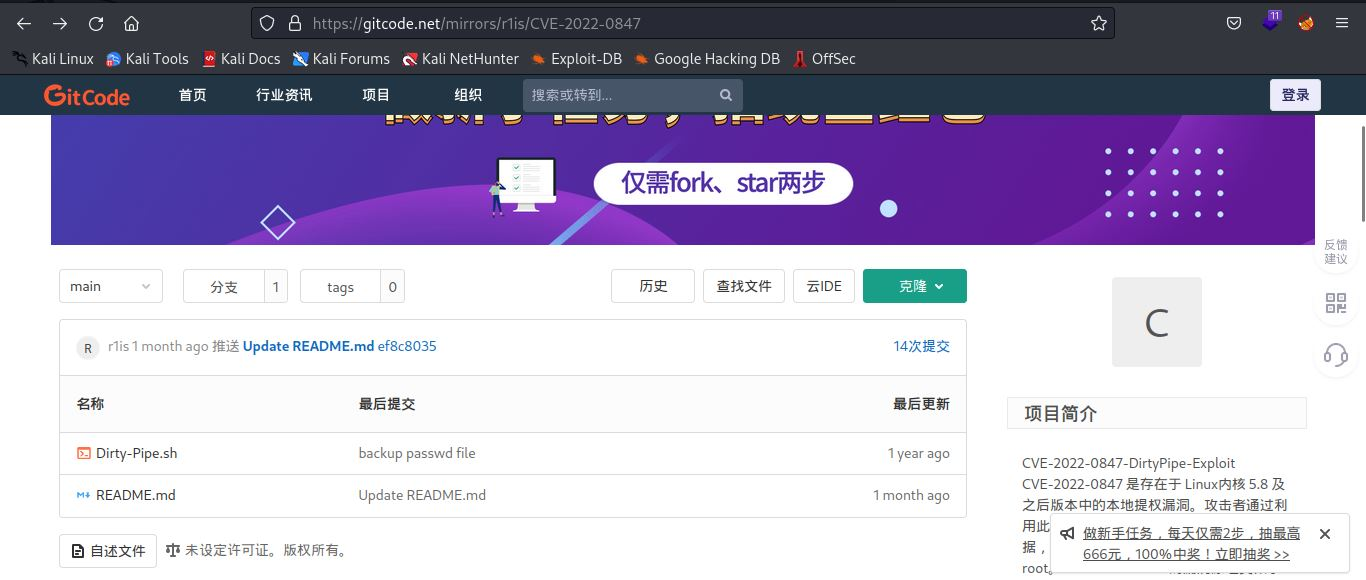 https://gitcode.net/mirrors/r1is/CVE-2022-0847
11
Kali Linux Kali Tools Kali Docs Kali Forums Kali NetHunter Exploit-DB Google Hacking DB OffSec
GitCode 首页 行业资讯 项目 组织 搜索或转到... 登录
仅需fork、star两步
反馈
建议
main 分支 1 tags 0 历史 查找文件 云IDE 克隆
C
R r1is 1 month ago 推送 Update README.md ef8c8035 14次提交
名称 最后提交 最后更新
项目简介
Dirty-Pipe.sh backup passwd file 1 year ago
README.md Update README.md 1 month ago
CVE-2022-0847-DirtyPipe-Exploit
CVE-2022-0847 是存在于 Linux内核 5.8 及
之后版本中的本地提权漏洞。攻击者通过利
用此
据，
root。
做新手任务，每天仅需2步，抽最高
666元，100%中奖！立即抽奖 >>
自述文件 未设定许可证。版权所有。